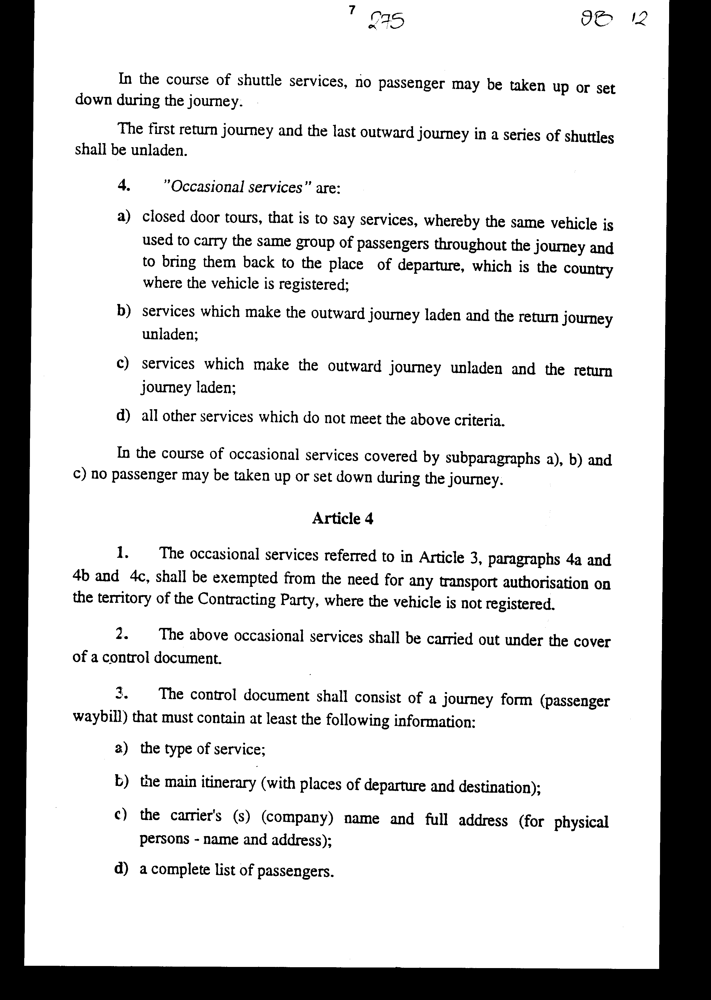 7
275
12
In the course of shuttle services, no passenger may be taken up or set
down during the journey.
The first return journey and the last outward journey in a series of shuttles
shall be unladen.
4. "Occasional services" are:
a) closed door tours, that is to say services, whereby the same vehicle is
used to carry the same group of passengers throughout the journey and
to bring them back to the place of departure, which is the country
where the vehicle is registered;
b) services which make the outward journey laden and the return journey
unladen;
c) services which make the outward journey unladen and the return
journey laden;
d) all other services which do not meet the above criteria.
In the course of occasional services covered by subparagraphs a), b) and
c) no passenger may be taken up or set down during the journey.
Article 4
1. The occasional services referred to in Article 3, paragraphs 4a and
4b and 4c, shall be exempted from the need for any transport authorisation on
the territory of the Contracting Party, where the vehicle is not registered.
2. The above occasional services shall be carried out under the cover
of a control document.
3. The control document shall consist of a journey form (passenger
waybill) that must contain at least the following information:
a) the type of service;
b) the main itinerary (with places of departure and destination);
c) the carrier's (s) (company) name and full address (for physical
persons - name and address);
d) a complete list of passengers.